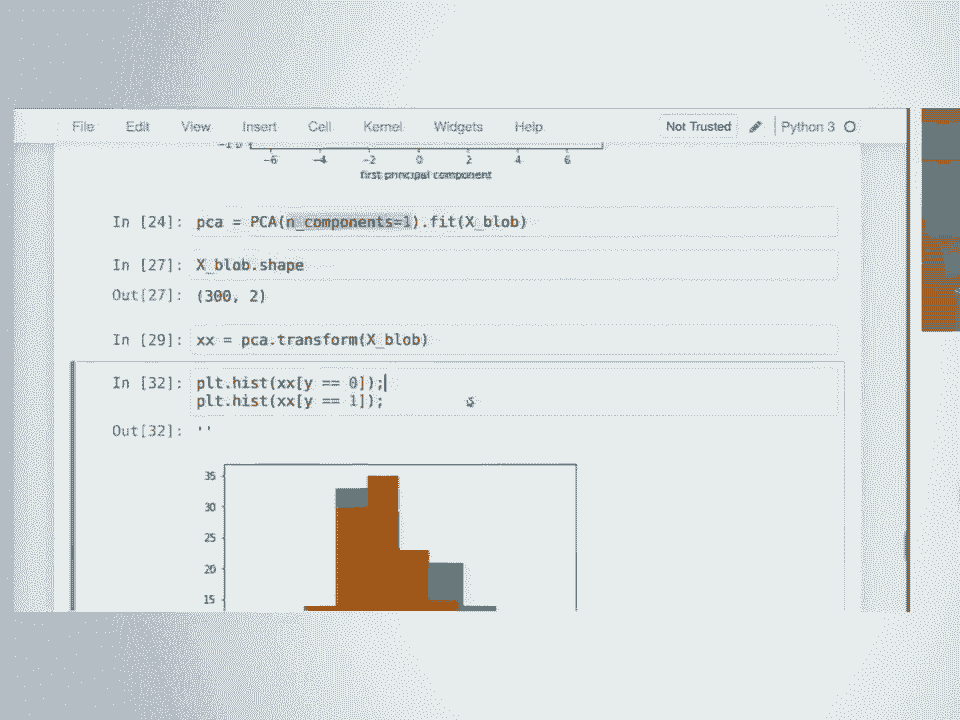 File Edit View Insert Cell Kernel Widgets Help Not Trusted Python 3
−6 −4 −2 0 2 4 6
first principal component
In [24]: pca = PCA(n_components=1).fit(X_blob)
In [27]: X_blob.shape
Out[27]: (300, 2)
In [29]: xx = pca.transform(X_blob)
In [32]: plt.hist(xx[y == 0]);
plt.hist(xx[y == 1]);
Out[32]: ''
35
30
25
20
15